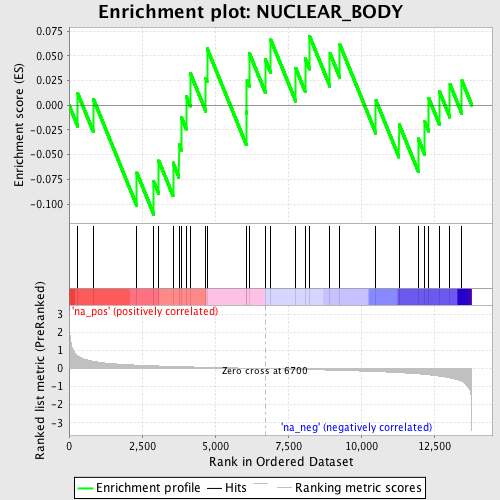 Enrichment plot: NUCLEAR_BODY
Enrichment score (ES)
0.075
0.050
0.025
0.000
-0.025
-0.050
-0.075
-0.100
'na_pos' (positively correlated)
Ranked list metric (PreRanked)
3
2
1
0
-1
-2
-3
Zero cross at 6700
'na_neg' (negatively correlated)
0 2,500 5,000 7,500 10,000 12,500
Rank in Ordered Dataset
Enrichment profile Hits Ranking metric scores